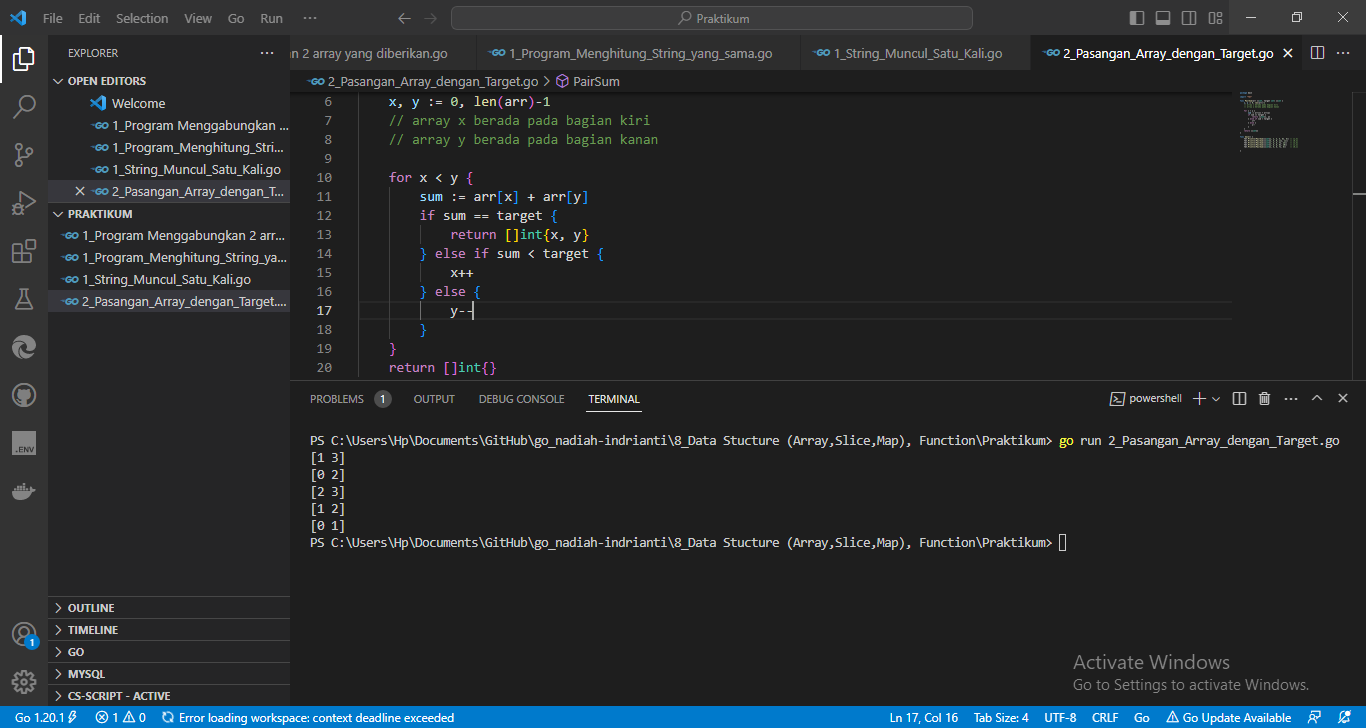 File Edit Selection View Go Run ··· Praktikum
EXPLORER
n 2 array yang diberikan.go 1_Program_Menghitung_String_yang_sama.go 1_String_Muncul_Satu_Kali.go 2_Pasangan_Array_dengan_Target.go
OPEN EDITORS
Welcome
1_Program Menggabungkan ...
1_Program_Menghitung_Stri...
1_String_Muncul_Satu_Kali.go
2_Pasangan_Array_dengan_T...
PRAKTIKUM
1_Program Menggabungkan 2 arr...
1_Program_Menghitung_String_ya...
1_String_Muncul_Satu_Kali.go
2_Pasangan_Array_dengan_Target....
OUTLINE
TIMELINE
GO
MYSQL
CS-SCRIPT - ACTIVE
2_Pasangan_Array_dengan_Target.go > PairSum
6 x, y := 0, len(arr)-1
7 // array x berada pada bagian kiri
8 // array y berada pada bagian kanan
9
10 for x < y {
11 sum := arr[x] + arr[y]
12 if sum == target {
13 return []int{x, y}
14 } else if sum < target {
15 x++
16 } else {
17 y--
18 }
19 }
20 return []int{}
PROBLEMS 1 OUTPUT DEBUG CONSOLE TERMINAL powershell
PS C:\Users\Hp\Documents\GitHub\go_nadiah-indrianti\8_Data Stucture (Array,Slice,Map), Function\Praktikum> go run 2_Pasangan_Array_dengan_Target.go
[1 3]
[0 2]
[2 3]
[1 2]
[0 1]
PS C:\Users\Hp\Documents\GitHub\go_nadiah-indrianti\8_Data Stucture (Array,Slice,Map), Function\Praktikum>
.ENV
1
Activate Windows
Go to Settings to activate Windows.
Go 1.20.1 1 0 Error loading workspace: context deadline exceeded Ln 17, Col 16 Tab Size: 4 UTF-8 CRLF Go Go Update Available